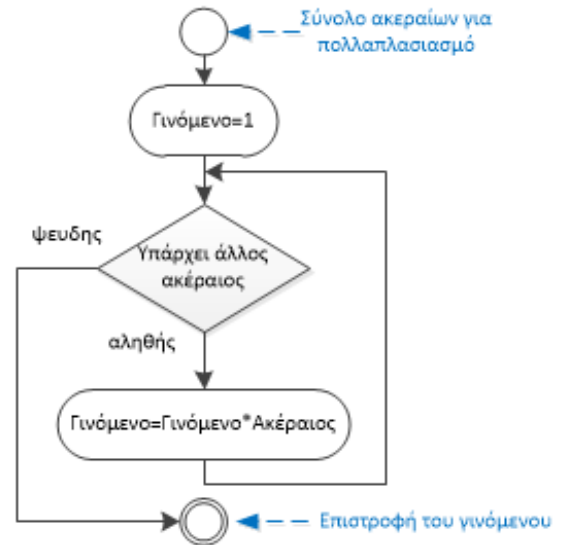 Σύνολο ακεραίων για
πολλαπλασιασμό
Γινόμενο=1
ψευδης
Υπάρχει άλλος
ακέραιος
αληθής
Γινόμενο=Γινόμενο*Ακέραιος
Επιστροφή του γινόμενου